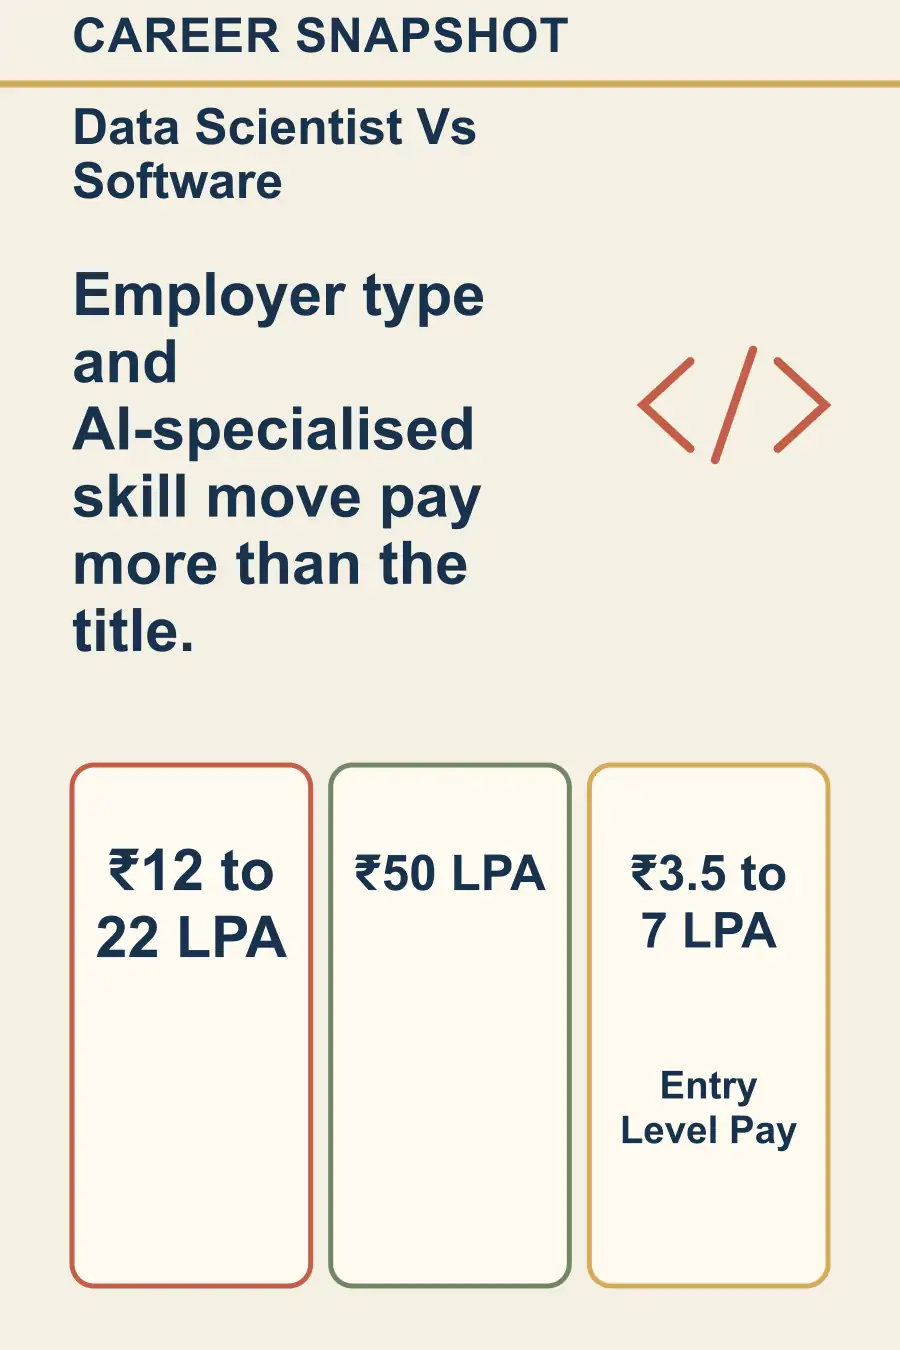 CAREER SNAPSHOT
Data Scientist Vs
Software
Employer type
and
AI-specialised
skill move pay
more than the
title.
₹12 to
22 LPA
₹50 LPA
₹3.5 to
7 LPA
Entry
Level Pay